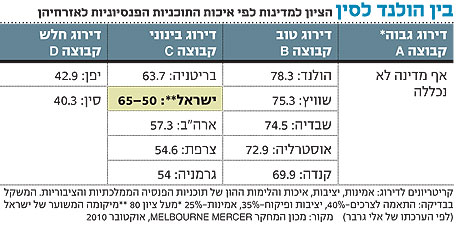 בין הולנד לסין הציון למדינות לפי איכות התוכניות הפנסיוניות לאזרחיהן
דירוג גבוה* דירוג טוב דירוג בינוני דירוג חלש
קבוצה A קבוצה B קבוצה C קבוצה D
אף מדינה לא הולנד: 78.3 בריטניה: 63.7 יפן: 42.9
נכללה שוויץ: 75.3 ישראל**: 65–50 סין: 40.3
שבדיה: 74.5 ארה"ב: 57.3
אוסטרליה: 72.9 צרפת: 54.6
קנדה: 69.9 גרמניה: 54
קריטריונים לדירוג: אמינות, יציבות, איכות והלימות ההון של תוכניות הפנסיה הממלכתיות והציבוריות. המשקל
בבדיקה: התאמה לצרכים–40%, יציבות ופיקוח–35%, אמינות–25% *מעל ציון 80 **מיקומה המשוער של ישראל
(לפי הערכתו של אלי גרבר) מקור: מכון המחקר MELBOURNE MERCER, אוקטובר 2010